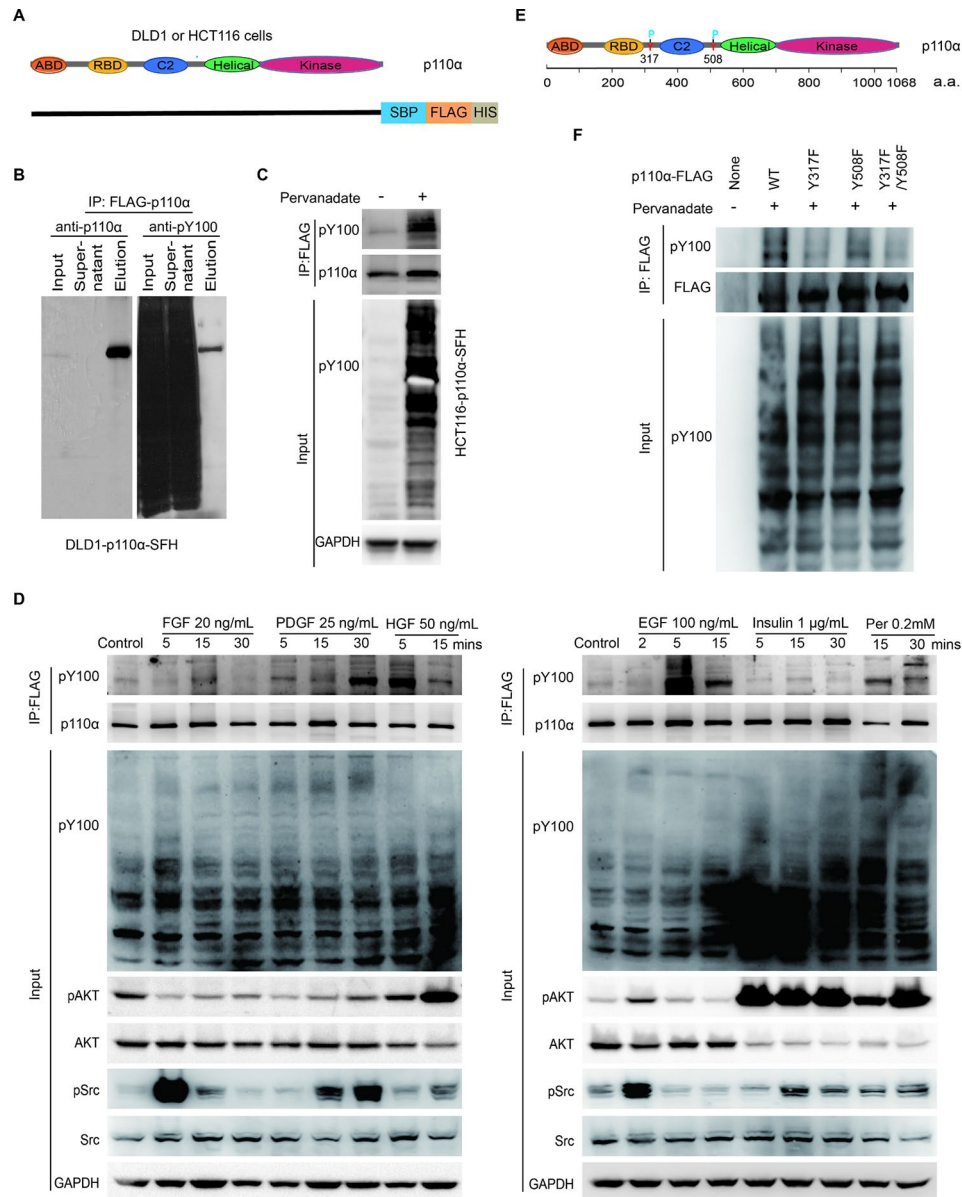 A
DLD1 or HCT116 cells
ABD RBD C2 Helical Kinase p110α
SBP FLAG HIS
B
IP: FLAG-p110α
anti-p110α anti-pY100
Input Super-natant Elution Input Super-natant Elution
DLD1-p110α-SFH
C
Pervanadate - +
IP:FLAG
pY100
p110α
Input
pY100
GAPDH
HCT116-p110α-SFH
D
FGF 20 ng/mL PDGF 25 ng/mL HGF 50 ng/mL
Control 5 15 30 5 15 30 5 15 mins
IP:FLAG
pY100
p110α
Input
pY100
pAKT
AKT
pSrc
Src
GAPDH
EGF 100 ng/mL Insulin 1 µg/mL Per 0.2mM
Control 2 5 15 5 15 30 15 30 mins
IP:FLAG
pY100
p110α
Input
pY100
pAKT
AKT
pSrc
Src
GAPDH
E
P P
ABD RBD C2 Helical Kinase p110α
317 508
0 200 400 600 800 1000 1068 a.a.
F
p110α-FLAG None WT Y317F Y508F Y317F/Y508F
Pervanadate - + + + +
IP: FLAG
pY100
FLAG
Input
pY100